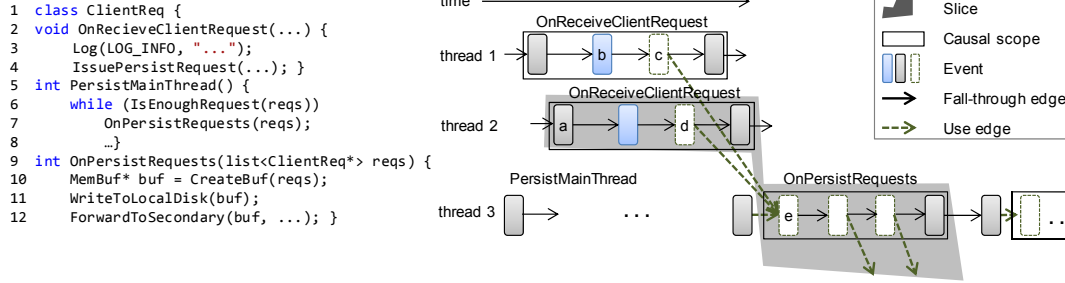 1 class ClientReq {
2 void OnRecieveClientRequest(...) {
3 Log(LOG_INFO, "...");
4 IssuePersistRequest(...); }
5 int PersistMainThread() {
6 while (IsEnoughRequest(reqs))
7 OnPersistRequests(reqs);
8 …}
9 int OnPersistRequests(list<ClientReq*> reqs) {
10 MemBuf* buf = CreateBuf(reqs);
11 WriteToLocalDisk(buf);
12 ForwardToSecondary(buf, ...); }
time
OnReceiveClientRequest
thread 1
b
c
OnReceiveClientRequest
thread 2
a
d
PersistMainThread
OnPersistRequests
thread 3
...
e
..
Slice
Causal scope
Event
Fall-through edge
Use edge